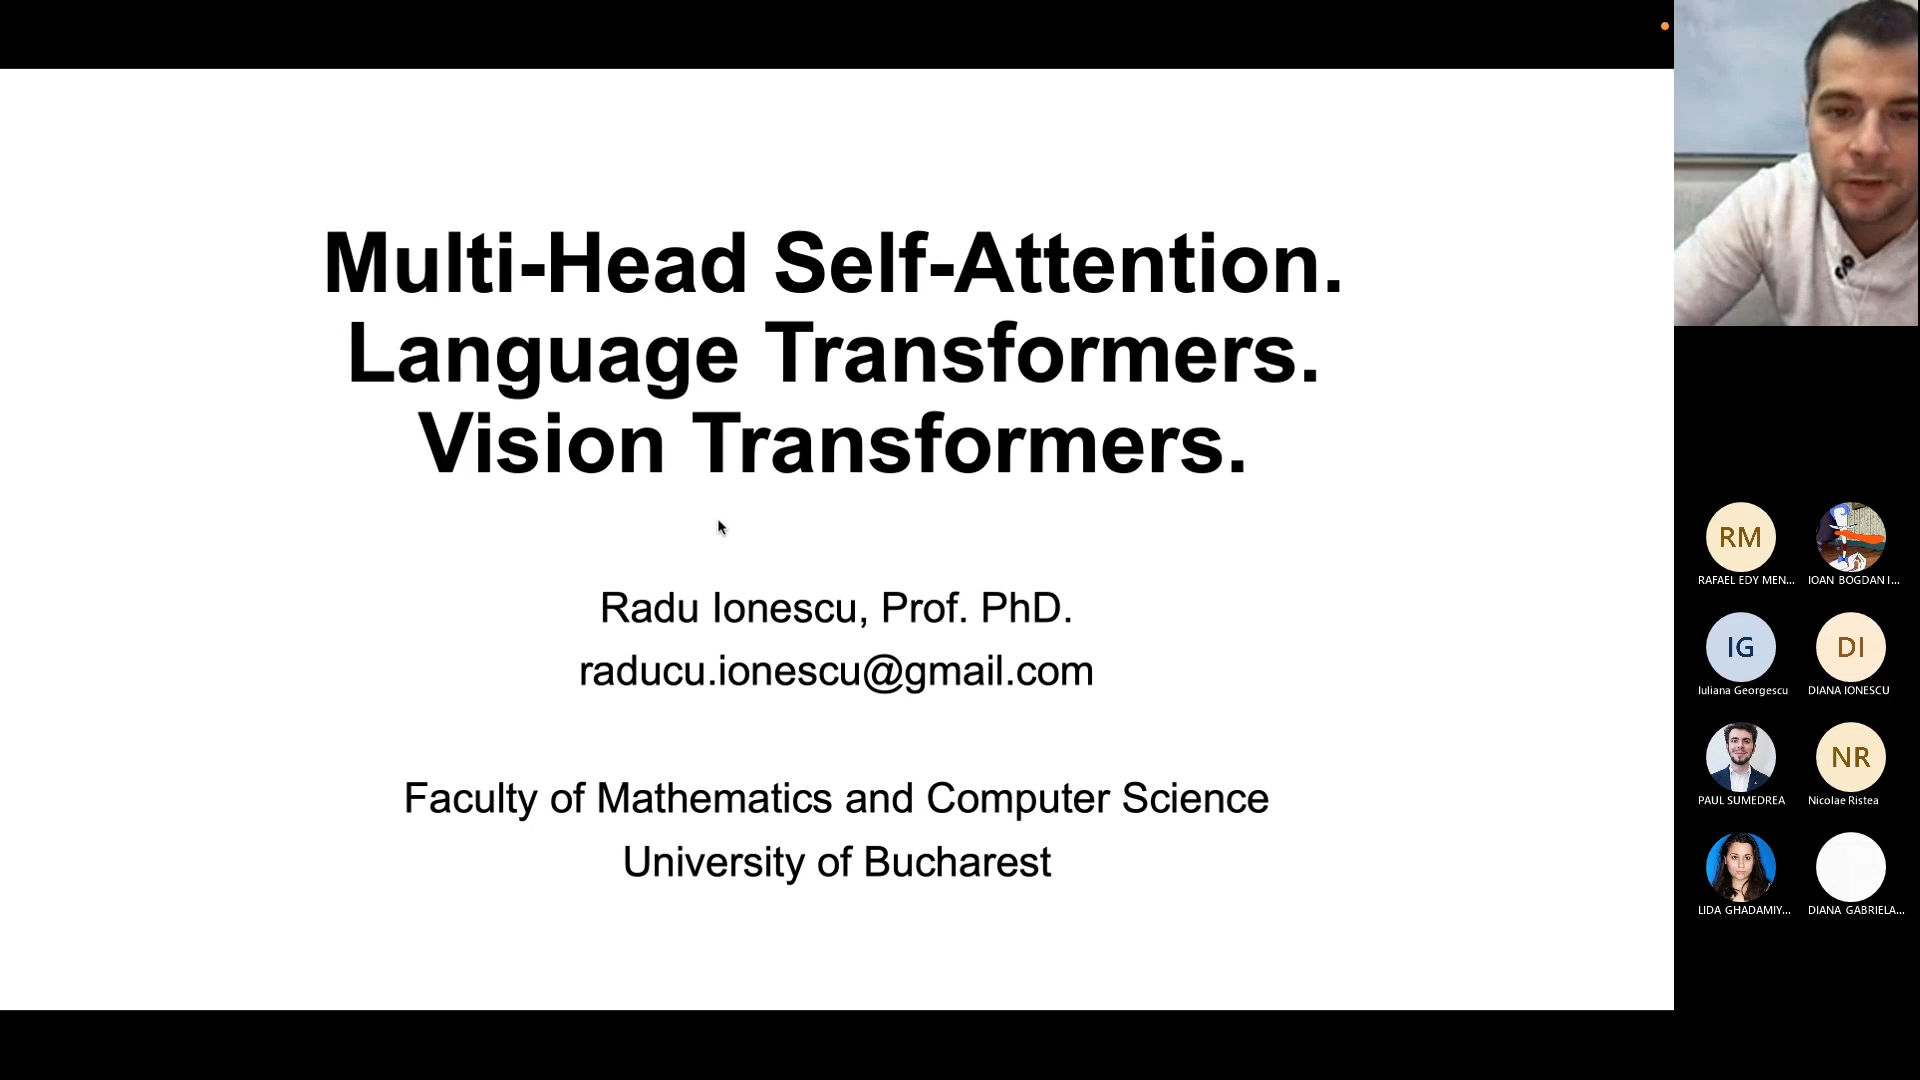 Multi-Head Self-Attention.
Language Transformers.
Vision Transformers.
Radu Ionescu, Prof. PhD.
raducu.ionescu@gmail.com
Faculty of Mathematics and Computer Science
University of Bucharest
RM
RAFAEL EDY MEN...
IOAN BOGDAN I...
IG
Iuliana Georgescu
DI
DIANA IONESCU
PAUL SUMEDREA
NR
Nicolae Ristea
LIDA GHADAMIY...
DIANA GABRIELA...